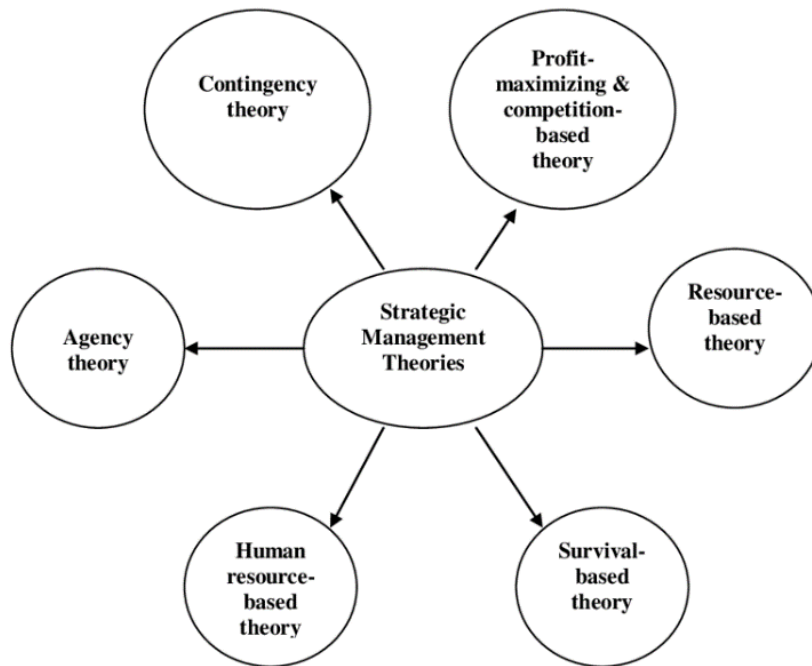 Contingency
theory
Profit-
maximizing &
competition-
based
theory
Strategic
Management
Theories
Resource-
based
theory
Agency
theory
Human
resource-
based
theory
Survival-
based
theory